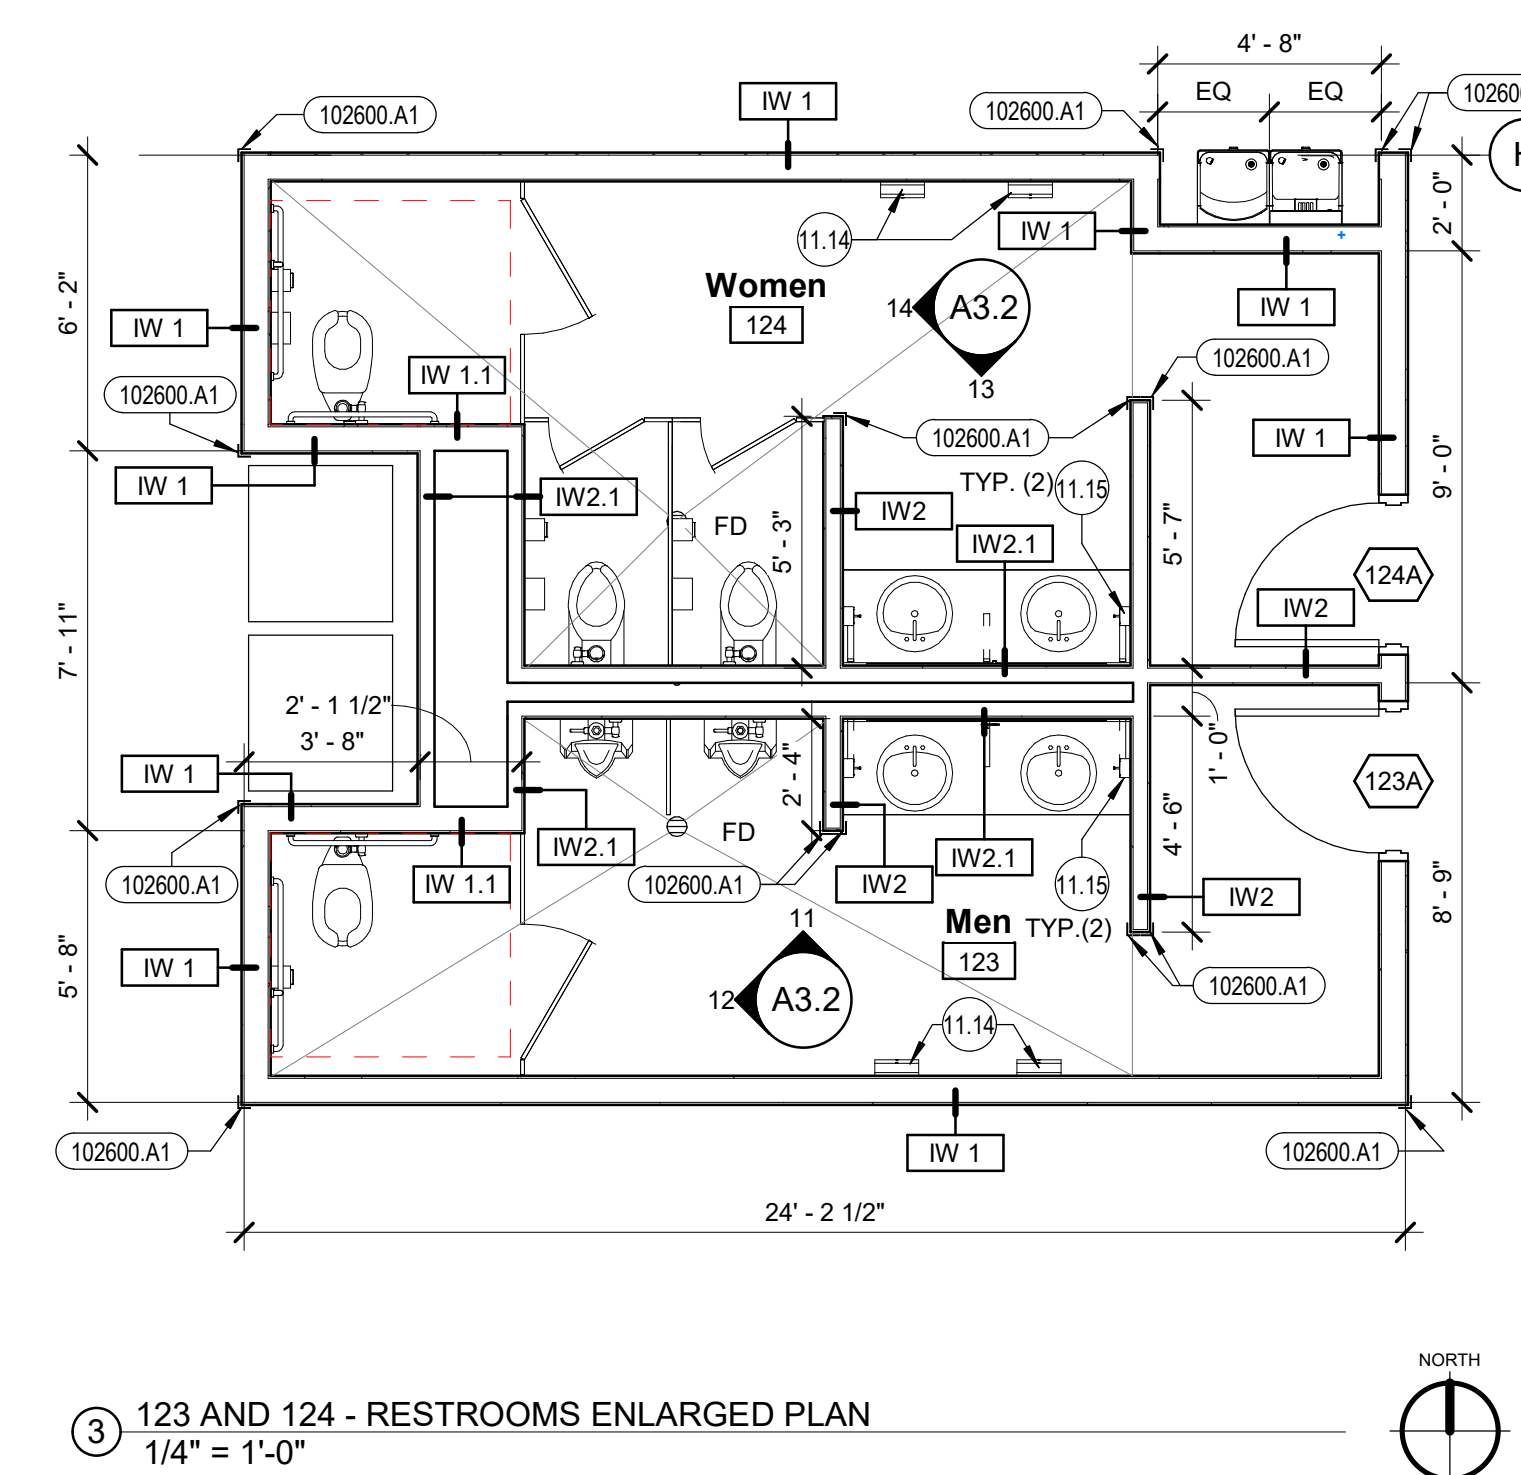 4' - 8"
EQ
EQ
IW 1
102600.A1
102600.A1
10260
H
2' - 0"
11.14
IW 1
Women
124
14
A3.2
13
IW 1
6' - 2"
IW 1
102600.A1
IW 1.1
102600.A1
102600.A1
IW 1
9' - 0"
IW 1
IW2.1
TYP. (2)
11.15
IW2
FD
5' - 3"
5' - 7"
IW2.1
124A
IW2
7' - 11"
2' - 1 1/2"
3' - 8"
IW 1
1' - 0"
2' - 4"
123A
4' - 6"
FD
IW2.1
IW2.1
102600.A1
IW 1.1
102600.A1
IW2
11.15
IW2
8' - 9"
11
Men
TYP.(2)
123
IW 1
5' - 8"
12
A3.2
102600.A1
11.14
102600.A1
IW 1
102600.A1
24' - 2 1/2"
NORTH
3
123 AND 124 - RESTROOMS ENLARGED PLAN
1/4" = 1'-0"